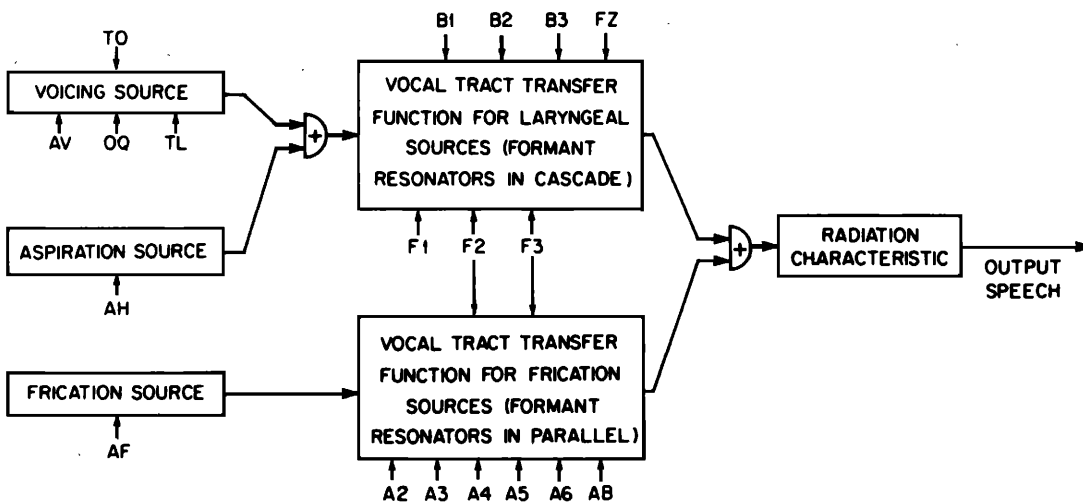 B1 B2 B3 FZ
TO
VOICING SOURCE
AV OQ TL
VOCAL TRACT TRANSFER
FUNCTION FOR LARYNGEAL
SOURCES (FORMANT
RESONATORS IN CASCADE)
+
ASPIRATION SOURCE
AH
F1 F2 F3
+
RADIATION
CHARACTERISTIC
OUTPUT
SPEECH
VOCAL TRACT TRANSFER
FUNCTION FOR FRICATION
SOURCES (FORMANT
RESONATORS IN PARALLEL)
FRICATION SOURCE
AF
A2 A3 A4 A5 A6 AB